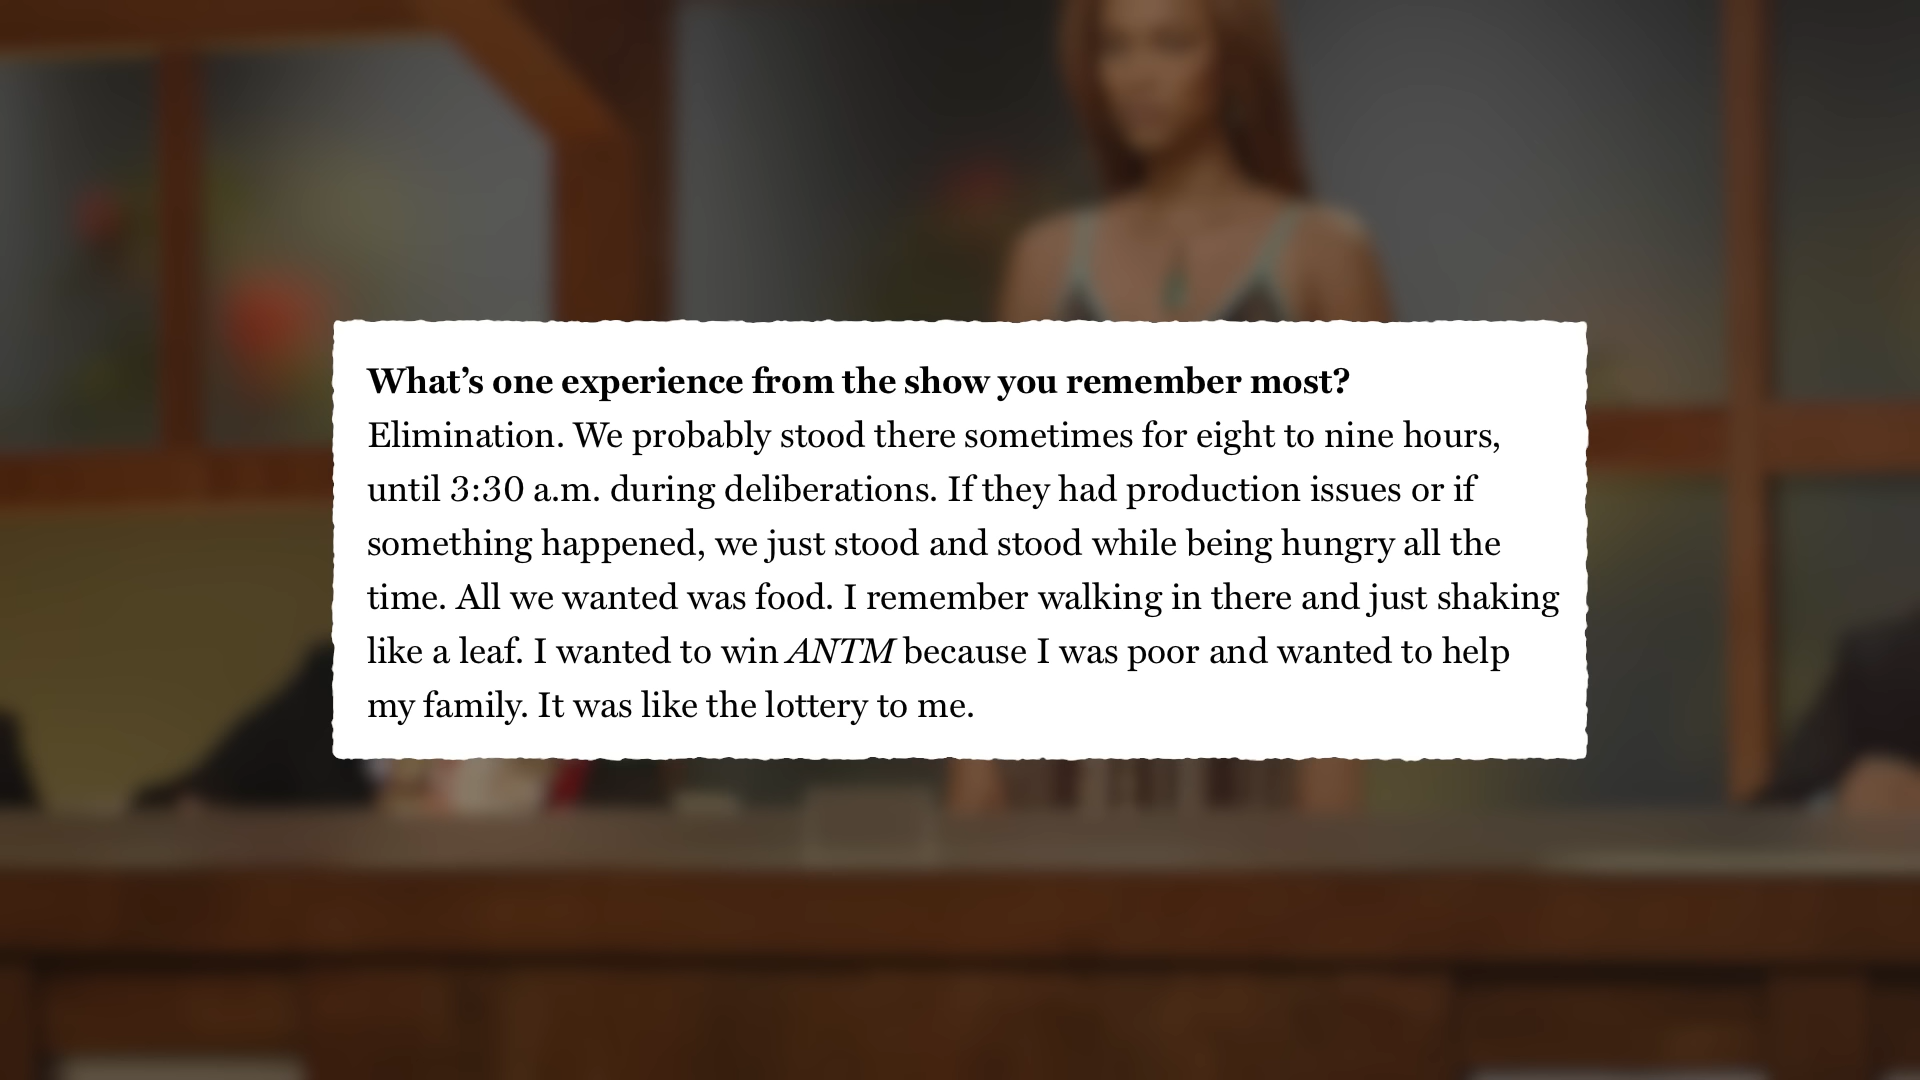 What’s one experience from the show you remember most?
Elimination. We probably stood there sometimes for eight to nine hours,
until 3:30 a.m. during deliberations. If they had production issues or if
something happened, we just stood and stood while being hungry all the
time. All we wanted was food. I remember walking in there and just shaking
like a leaf. I wanted to win ANTM because I was poor and wanted to help
my family. It was like the lottery to me.